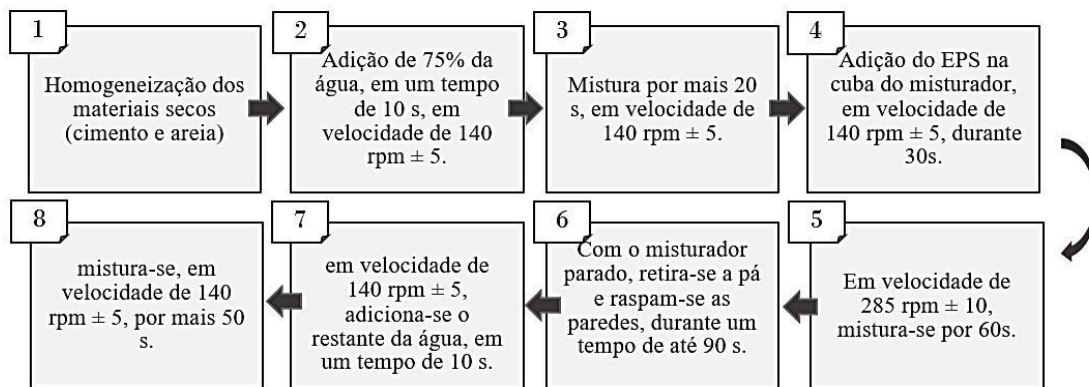 1
Homogeneização dos
materiais secos
(cimento e areia)
2
Adição de 75% da
água, em um tempo
de 10 s, em
velocidade de 140
rpm ± 5.
3
Mistura por mais 20
s, em velocidade de
140 rpm ± 5.
4
Adição do EPS na
cuba do misturador,
em velocidade de
140 rpm ± 5, durante
30s.
5
Em velocidade de
285 rpm ± 10,
mistura-se por 60s.
6
Com o misturador
parado, retira-se a pá
e raspam-se as
paredes, durante um
tempo de até 90 s.
7
em velocidade de
140 rpm ± 5,
adiciona-se o
restante da água, em
um tempo de 10 s.
8
mistura-se, em
velocidade de 140
rpm ± 5, por mais 50
s.